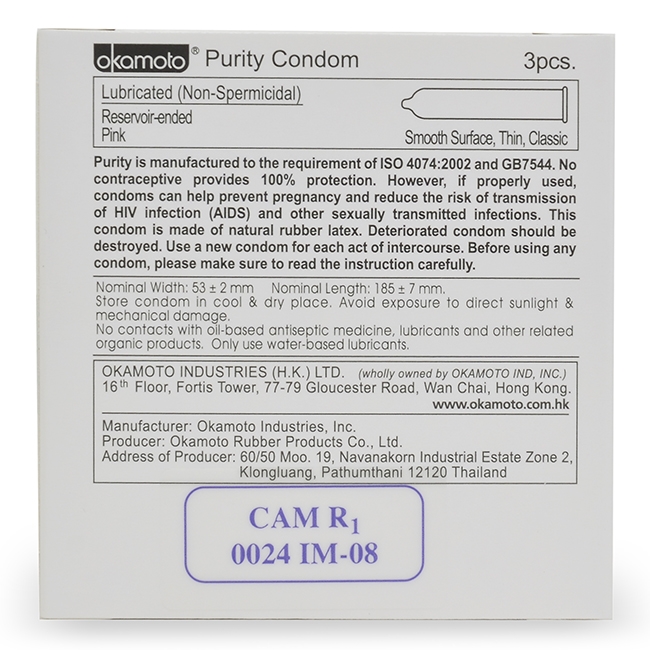 okamoto® Purity Condom 3pcs.
Lubricated (Non-Spermicidal)
Reservoir-ended
Pink Smooth Surface, Thin, Classic
Purity is manufactured to the requirement of ISO 4074:2002 and GB7544. No
contraceptive provides 100% protection. However, if properly used,
condoms can help prevent pregnancy and reduce the risk of transmission
of HIV infection (AIDS) and other sexually transmitted infections. This
condom is made of natural rubber latex. Deteriorated condom should be
destroyed. Use a new condom for each act of intercourse. Before using any
condom, please make sure to read the instruction carefully.
Nominal Width: 53 ± 2 mm Nominal Length: 185 ± 7 mm.
Store condom in cool & dry place. Avoid exposure to direct sunlight &
mechanical damage.
No contacts with oil-based antiseptic medicine, lubricants and other related
organic products. Only use water-based lubricants.
OKAMOTO INDUSTRIES (H.K.) LTD. (wholly owned by OKAMOTO IND, INC.)
16th Floor, Fortis Tower, 77-79 Gloucester Road, Wan Chai, Hong Kong.
www.okamoto.com.hk
Manufacturer: Okamoto Industries, Inc.
Producer: Okamoto Rubber Products Co., Ltd.
Address of Producer: 60/50 Moo. 19, Navanakorn Industrial Estate Zone 2,
Klongluang, Pathumthani 12120 Thailand
CAM R1
0024 IM-08